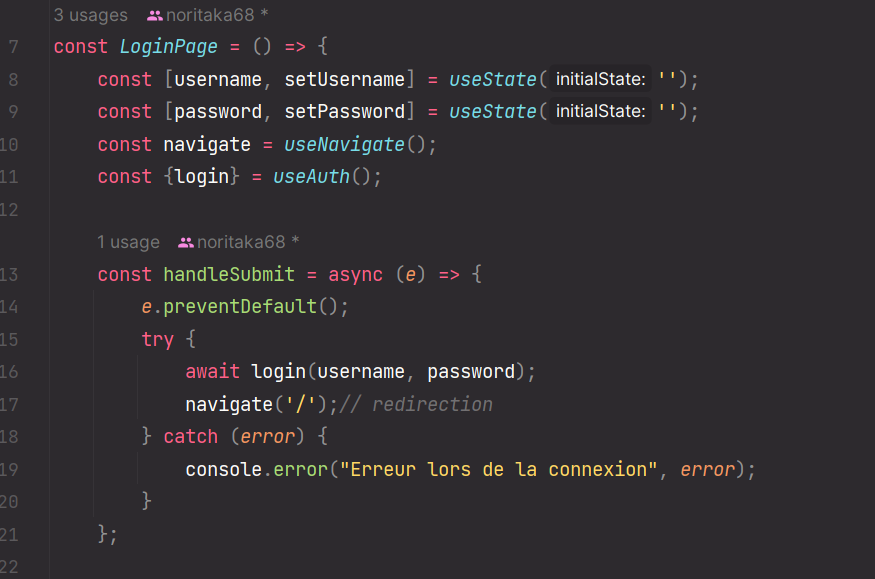 3 usages noritaka68 *
7 const LoginPage = () => {
8 const [username, setUsername] = useState( initialState: '');
9 const [password, setPassword] = useState( initialState: '');
10 const navigate = useNavigate();
11 const {login} = useAuth();
12
1 usage noritaka68 *
13 const handleSubmit = async (e) => {
14 e.preventDefault();
15 try {
16 await login(username, password);
17 navigate('/');// redirection
18 } catch (error) {
19 console.error("Erreur lors de la connexion", error);
20 }
21 };
22